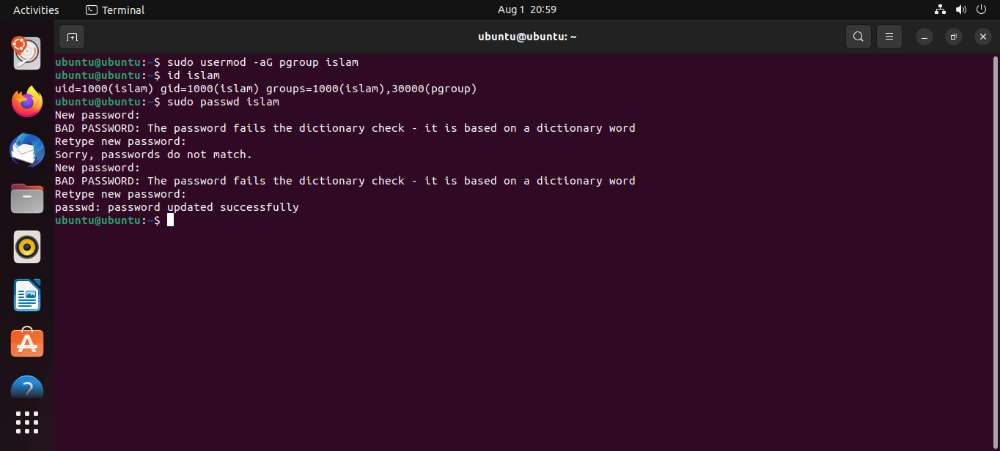 Activities
Terminal
Aug 1 20:59
ubuntu@ubuntu: ~
ubuntu@ubuntu:~$ sudo usermod -aG pgroup islam
ubuntu@ubuntu:~$ id islam
uid=1000(islam) gid=1000(islam) groups=1000(islam),30000(pgroup)
ubuntu@ubuntu:~$ sudo passwd islam
New password:
BAD PASSWORD: The password fails the dictionary check - it is based on a dictionary word
Retype new password:
Sorry, passwords do not match.
New password:
BAD PASSWORD: The password fails the dictionary check - it is based on a dictionary word
Retype new password:
passwd: password updated successfully
ubuntu@ubuntu:~$